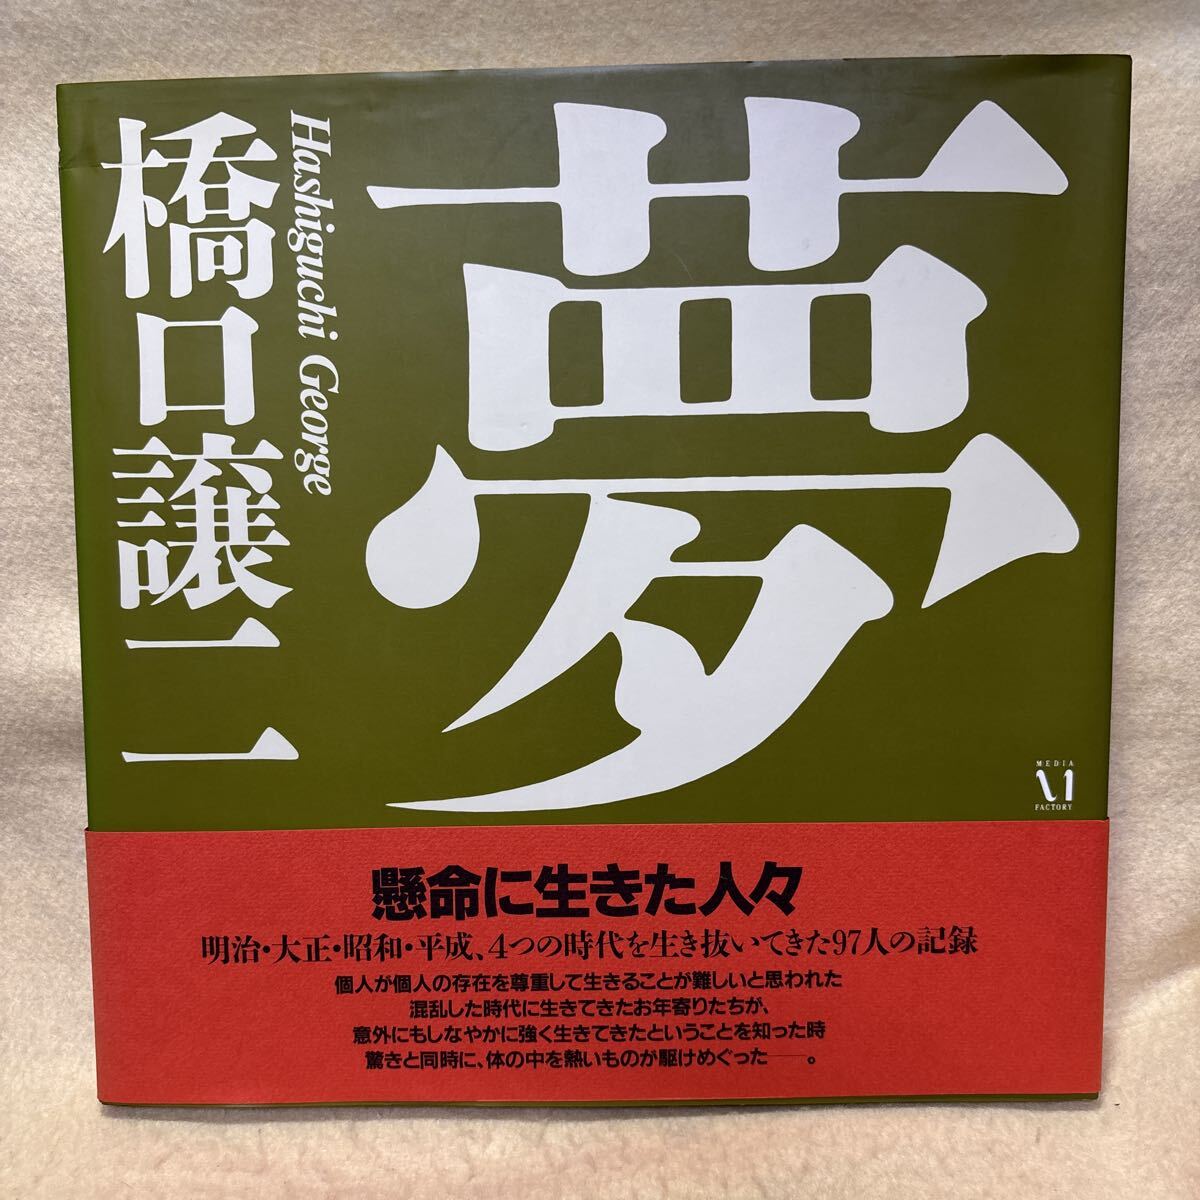 夢
橋口譲二
Hashiguchi George
MEDIA
FACTORY
懸命に生きた人々
明治・大正・昭和・平成、4つの時代を生き抜いてきた97人の記録
個人が個人の存在を尊重して生きることが難しいと思われた
混乱した時代に生きてきたお年寄りたちが、
意外にもしなやかに強く生きてきたということを知った時
驚きと同時に、体の中を熱いものが駆けめぐった――。